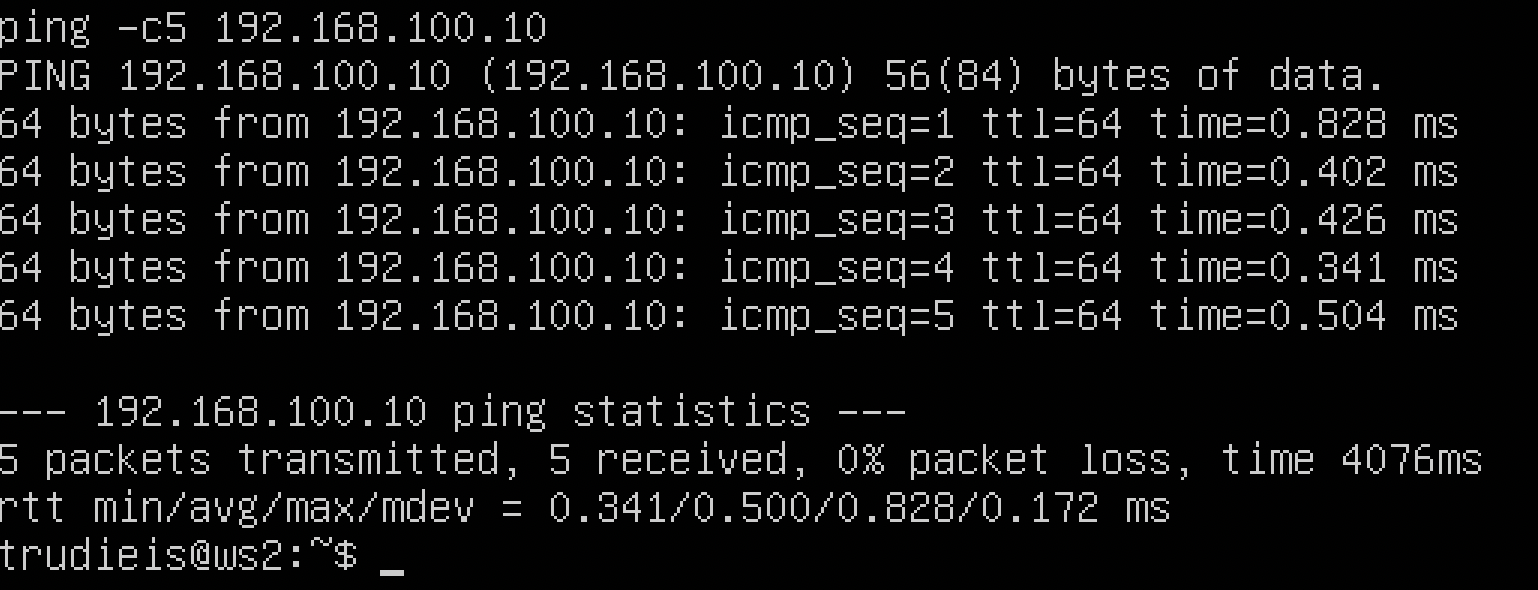 ping -c5 192.168.100.10
PING 192.168.100.10 (192.168.100.10) 56(84) bytes of data.
64 bytes from 192.168.100.10: icmp_seq=1 ttl=64 time=0.828 ms
64 bytes from 192.168.100.10: icmp_seq=2 ttl=64 time=0.402 ms
64 bytes from 192.168.100.10: icmp_seq=3 ttl=64 time=0.426 ms
64 bytes from 192.168.100.10: icmp_seq=4 ttl=64 time=0.341 ms
64 bytes from 192.168.100.10: icmp_seq=5 ttl=64 time=0.504 ms

--- 192.168.100.10 ping statistics ---
5 packets transmitted, 5 received, 0% packet loss, time 4076ms
rtt min/avg/max/mdev = 0.341/0.500/0.828/0.172 ms
trudieis@ws2:~$ _